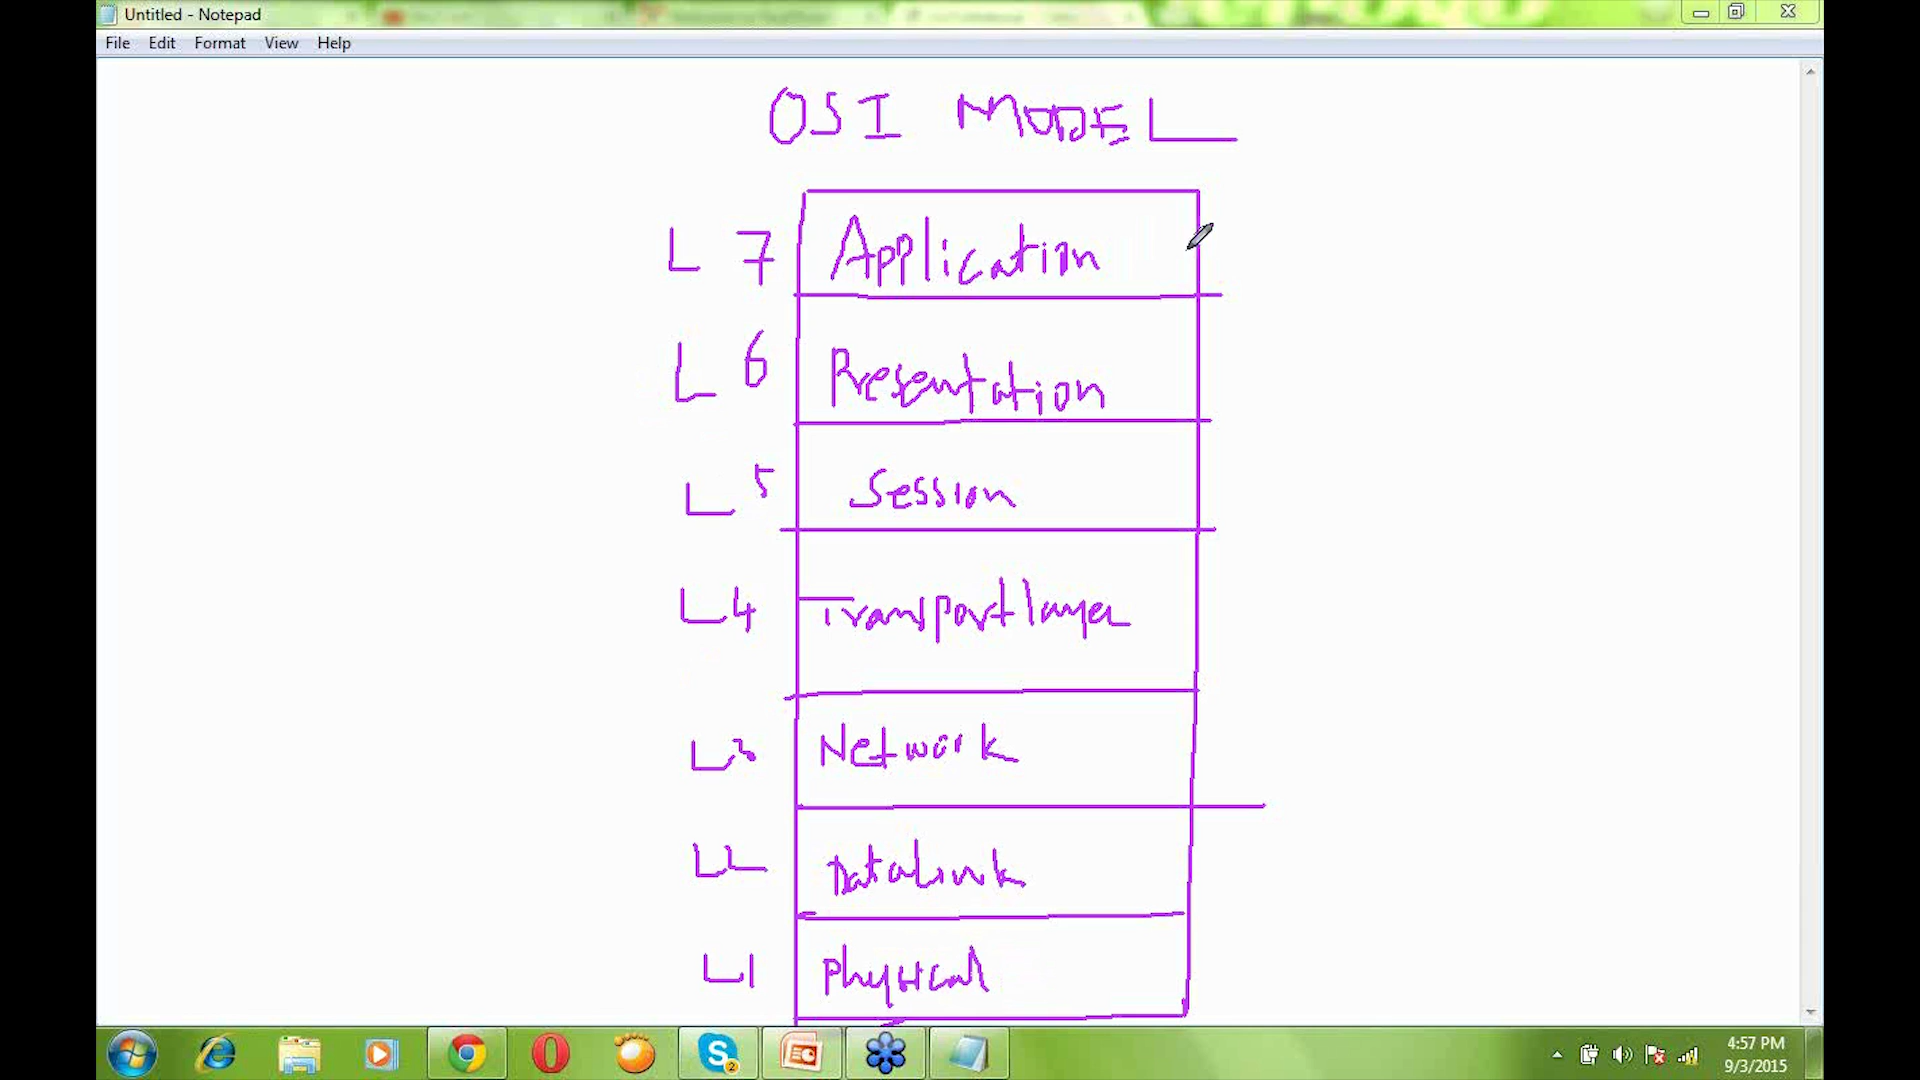 Untitled - Notepad
File Edit Format View Help
OSI MODEL
L 7 Application
L 6 Presentation
L 5 Session
L4 Transport layer
L3 Network
L2 DataLink
L1 Physical
S 2
4:57 PM
9/3/2015